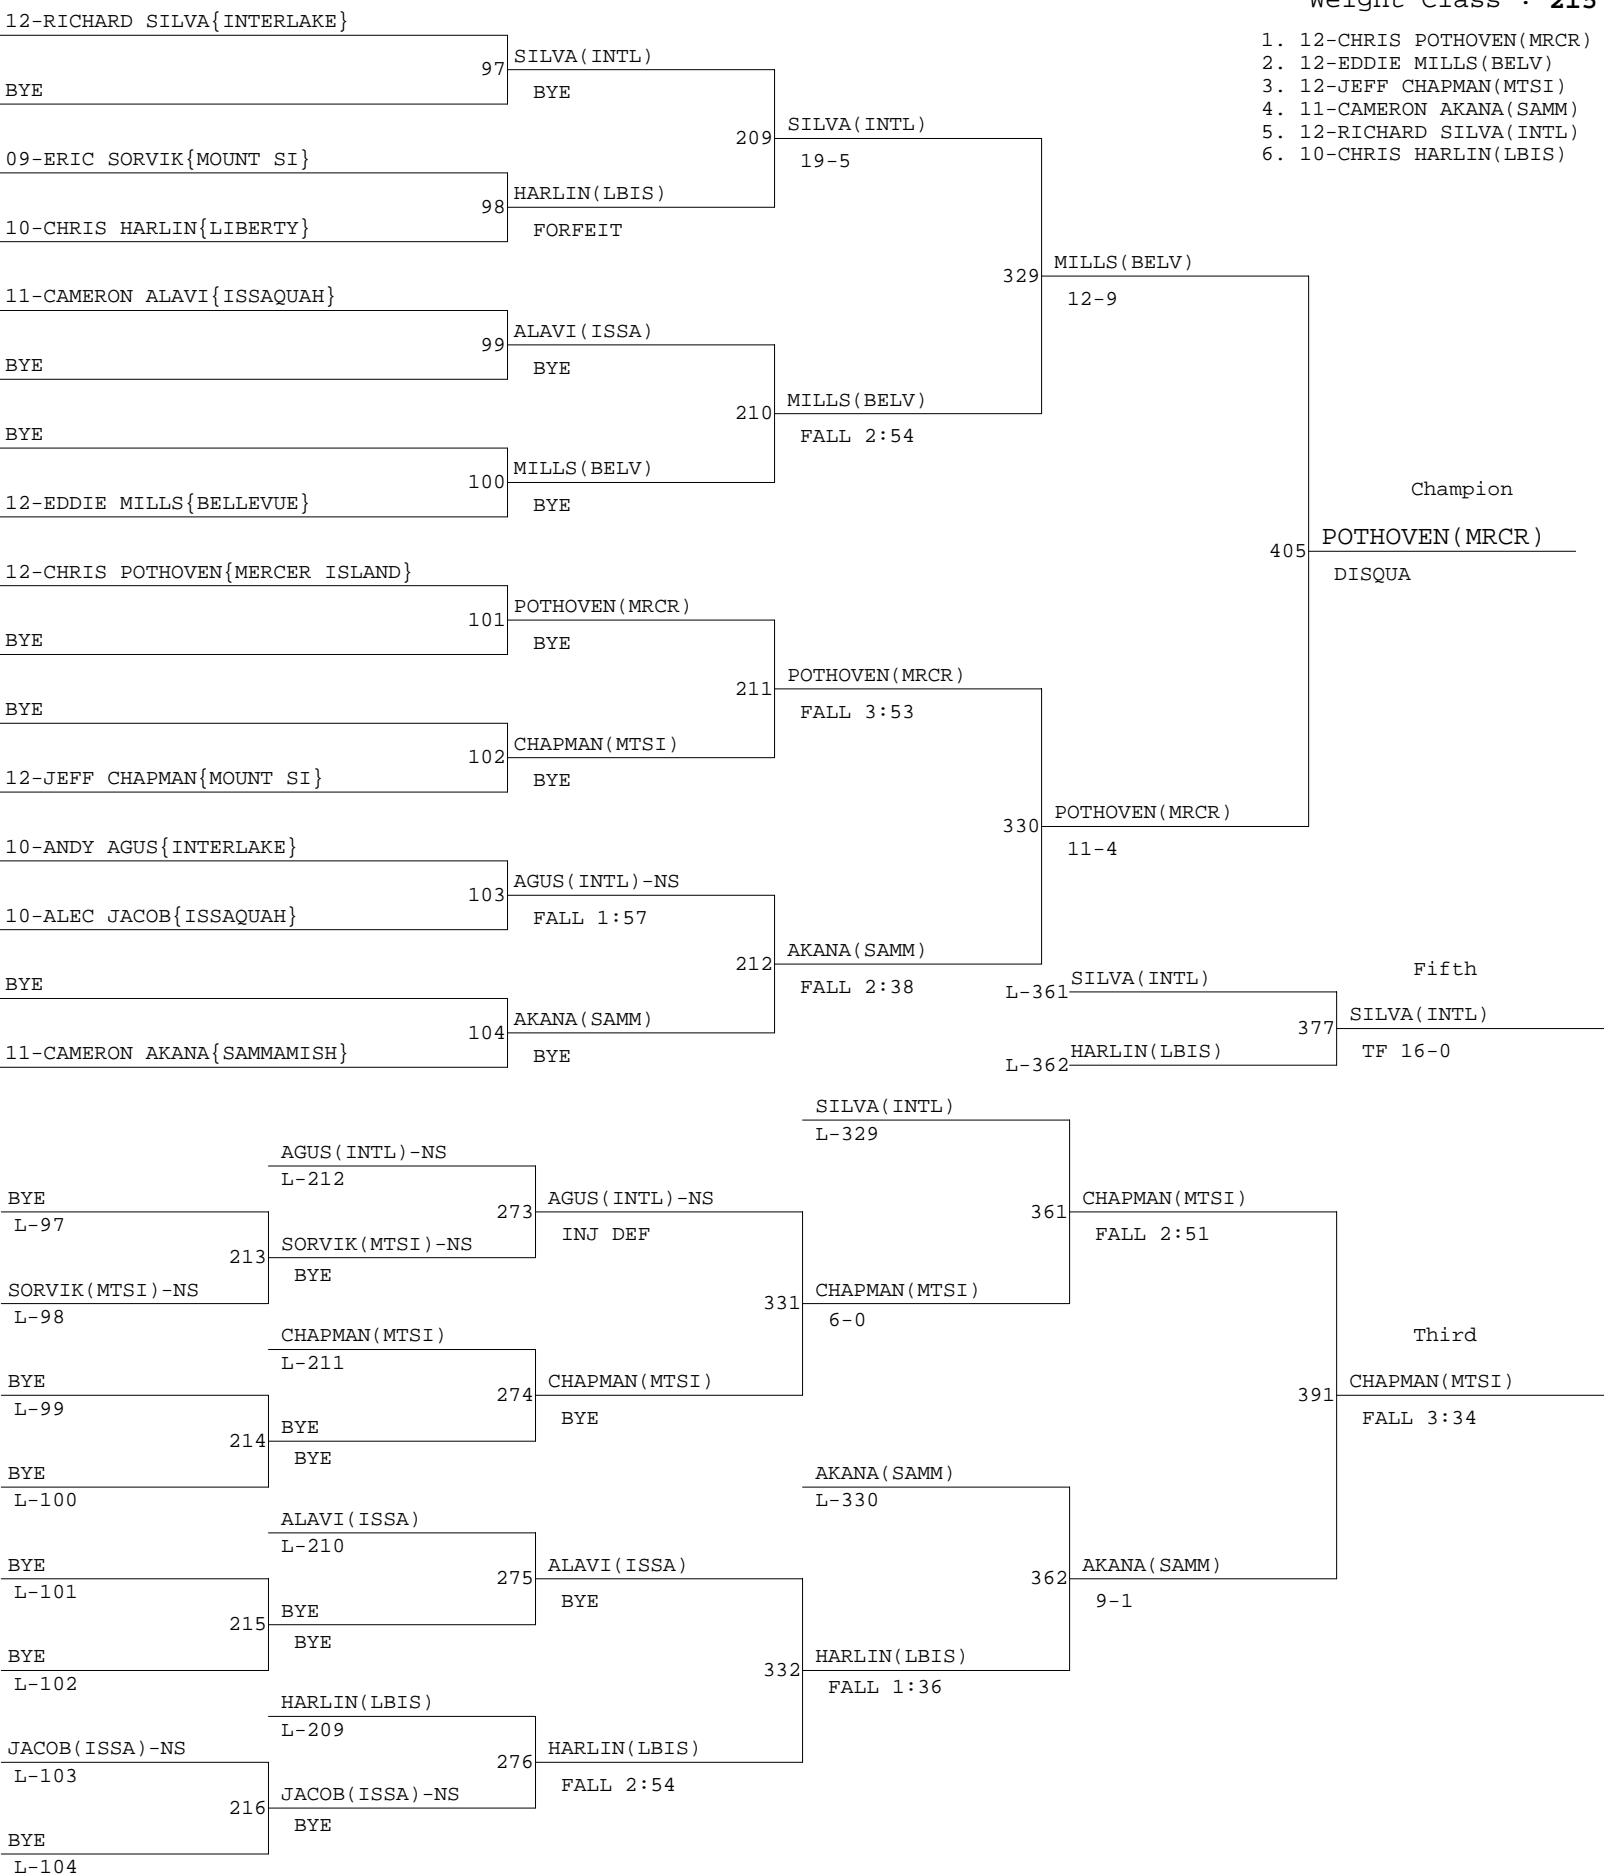 Weight Class : 215
1. 12-CHRIS POTHOVEN(MRCR)
2. 12-EDDIE MILLS(BELV)
3. 12-JEFF CHAPMAN(MTSI)
4. 11-CAMERON AKANA(SAMM)
5. 12-RICHARD SILVA(INTL)
6. 10-CHRIS HARLIN(LBIS)
12-RICHARD SILVA{INTERLAKE}
97
BYE
SILVA(INTL)
BYE
209
SILVA(INTL)
19-5
09-ERIC SORVIK{MOUNT SI}
98
10-CHRIS HARLIN{LIBERTY}
HARLIN(LBIS)
FORFEIT
329
MILLS(BELV)
12-9
11-CAMERON ALAVI{ISSAQUAH}
99
BYE
ALAVI(ISSA)
BYE
210
MILLS(BELV)
FALL 2:54
BYE
100
12-EDDIE MILLS{BELLEVUE}
MILLS(BELV)
BYE
Champion
405
POTHOVEN(MRCR)
DISQUA
12-CHRIS POTHOVEN{MERCER ISLAND}
101
BYE
POTHOVEN(MRCR)
BYE
211
POTHOVEN(MRCR)
FALL 3:53
BYE
102
12-JEFF CHAPMAN{MOUNT SI}
CHAPMAN(MTSI)
BYE
330
POTHOVEN(MRCR)
11-4
10-ANDY AGUS{INTERLAKE}
103
10-ALEC JACOB{ISSAQUAH}
AGUS(INTL)-NS
FALL 1:57
212
AKANA(SAMM)
FALL 2:38
BYE
104
11-CAMERON AKANA{SAMMAMISH}
AKANA(SAMM)
BYE
Fifth
L-361
SILVA(INTL)
377
L-362
HARLIN(LBIS)
SILVA(INTL)
TF 16-0
SILVA(INTL)
L-329
AGUS(INTL)-NS
L-212
BYE
L-97
213
SORVIK(MTSI)-NS
L-98
SORVIK(MTSI)-NS
BYE
273
AGUS(INTL)-NS
INJ DEF
361
CHAPMAN(MTSI)
FALL 2:51
331
CHAPMAN(MTSI)
6-0
CHAPMAN(MTSI)
L-211
BYE
L-99
214
BYE
L-100
BYE
BYE
274
CHAPMAN(MTSI)
BYE
Third
391
CHAPMAN(MTSI)
FALL 3:34
AKANA(SAMM)
L-330
ALAVI(ISSA)
L-210
BYE
L-101
215
BYE
L-102
BYE
BYE
275
ALAVI(ISSA)
BYE
362
AKANA(SAMM)
9-1
332
HARLIN(LBIS)
FALL 1:36
HARLIN(LBIS)
L-209
JACOB(ISSA)-NS
L-103
216
BYE
L-104
JACOB(ISSA)-NS
BYE
276
HARLIN(LBIS)
FALL 2:54